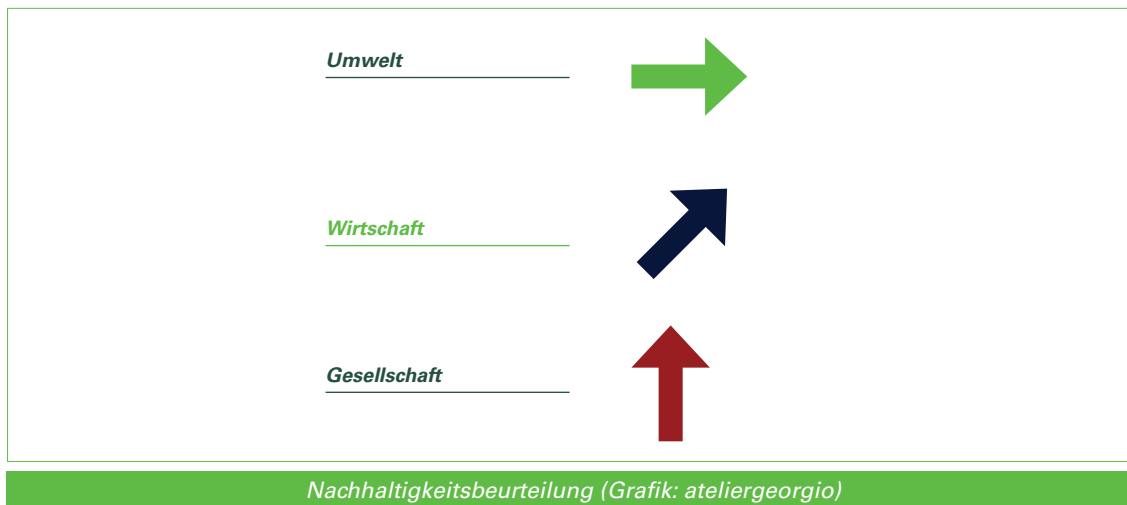 Umwelt
Wirtschaft
Gesellschaft
Nachhaltigkeitsbeurteilung (Grafik: ateliergeorgio)